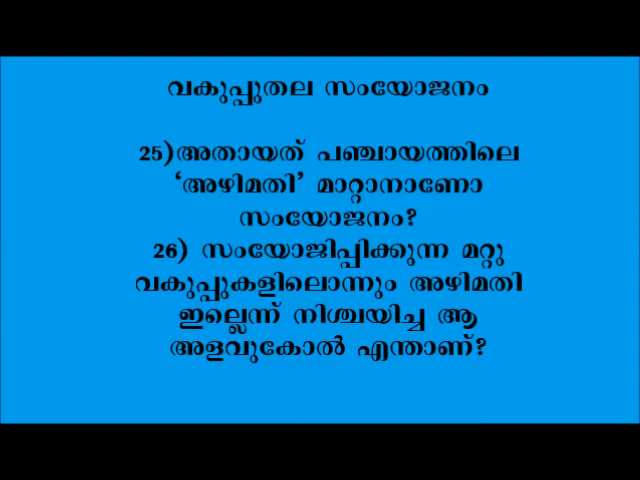 വകുപ്പുതല സംയോജനം
25)അതായത് പഞ്ചായത്തിലെ
‘അഴിമതി’ മാറ്റാനാണോ
സംയോജനം?
26) സംയോജിപ്പിക്കുന്ന മറ്റു
വകുപ്പുകളിലൊന്നും അഴിമതി
ഇല്ലെന്ന് നിശ്ചയിച്ച ആ
അളവുകോൽ എന്താണ്?